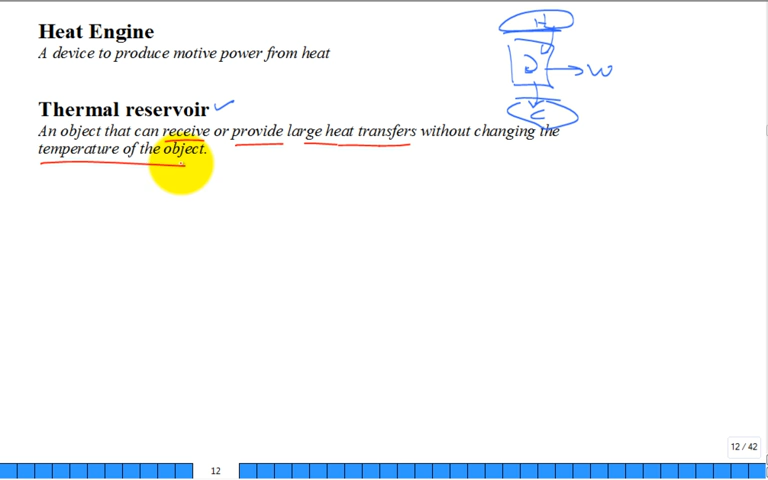 Heat Engine
A device to produce motive power from heat
H
D
W
C
Thermal reservoir
An object that can receive or provide large heat transfers without changing the
temperature of the object.
12 / 42
12